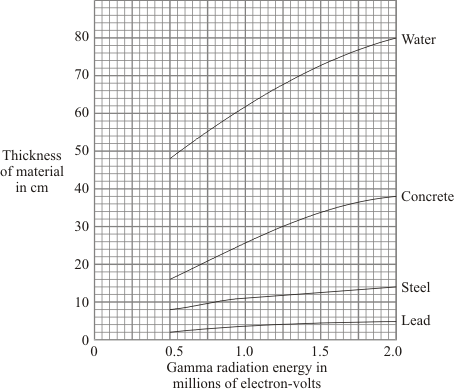 80
Water
70
60
50
Thickness
of material
in cm
40
Concrete
30
20
Steel
10
Lead
0
0 0.5 1.0 1.5 2.0
Gamma radiation energy in
millions of electron-volts